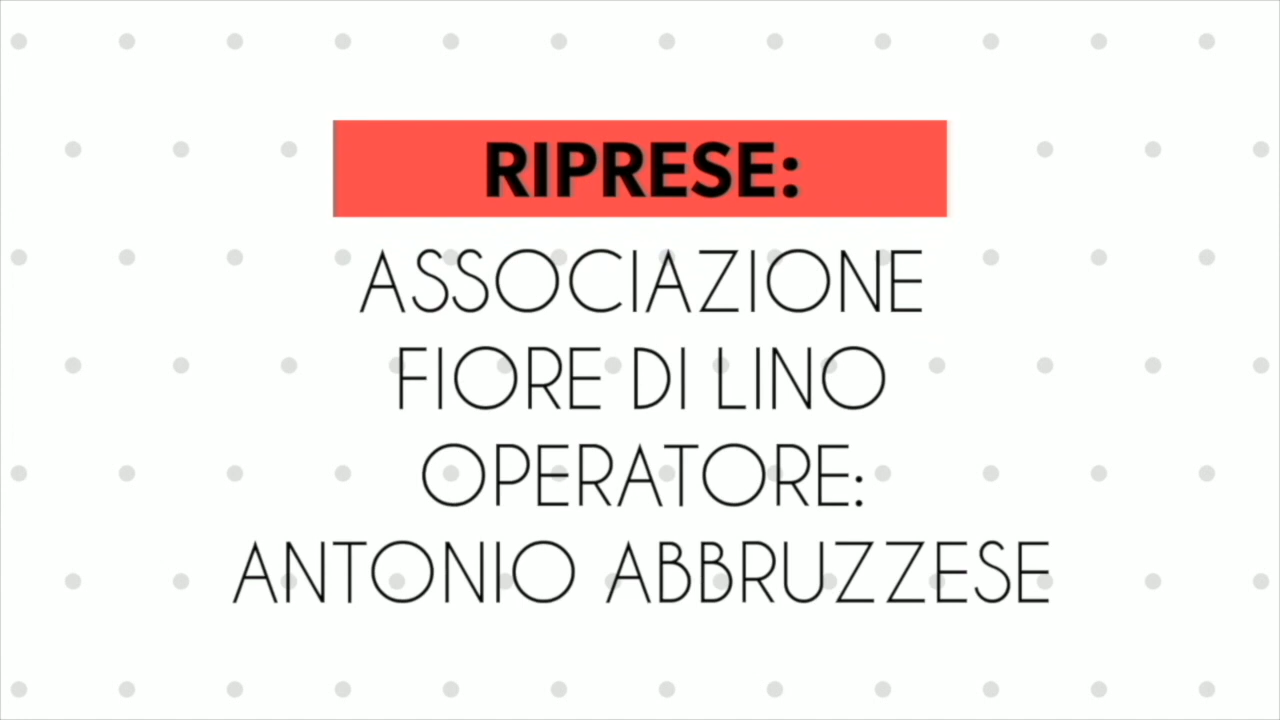 RIPRESE:
ASSOCIAZIONE
FIORE DI LINO
OPERATORE:
ANTONIO ABBRUZZESE